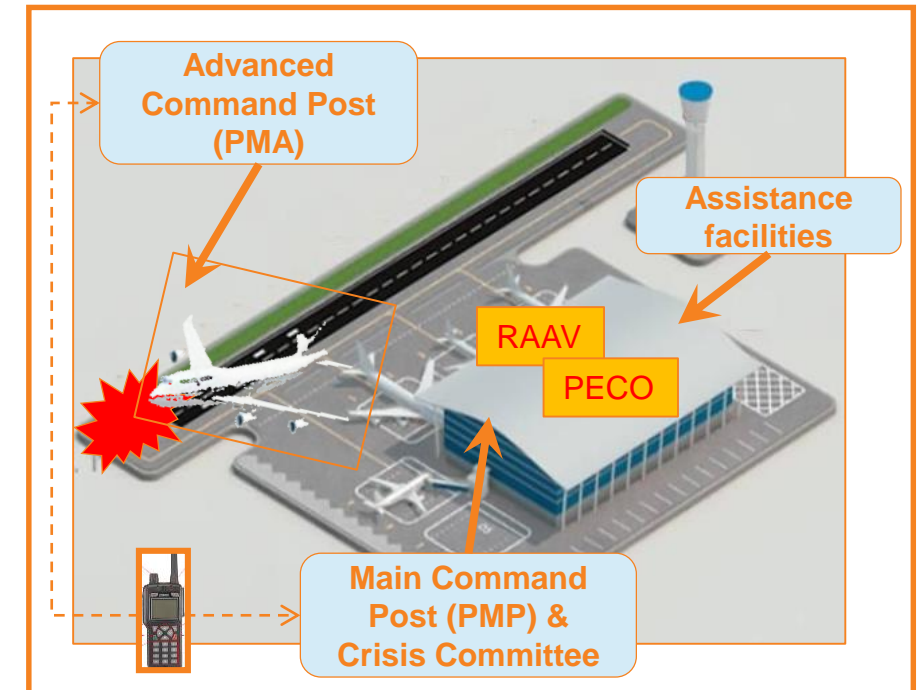 Advanced
Command Post
(PMA)
Assistance
facilities
RAAV
PECO
Main Command
Post (PMP) &
Crisis Committee